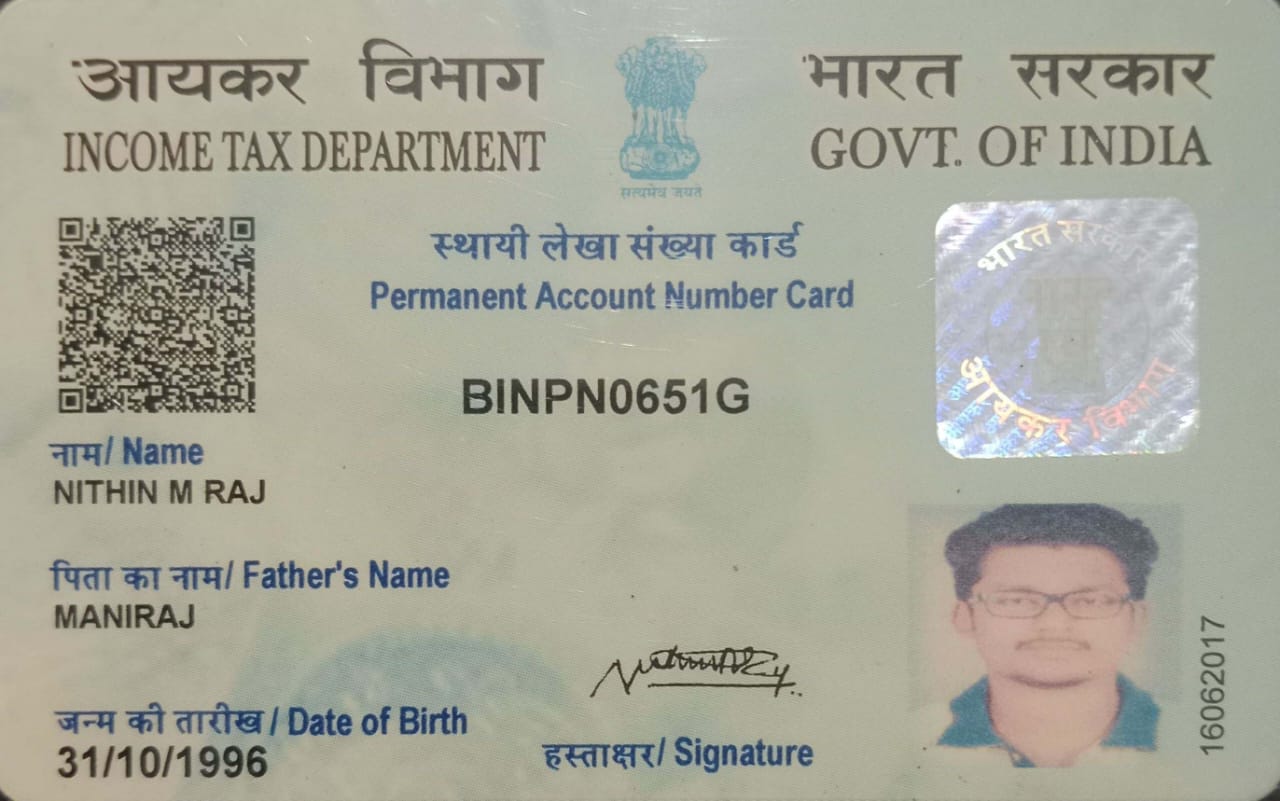 आयकर विभाग
INCOME TAX DEPARTMENT
सत्यमेव जयते
भारत सरकार
GOVT. OF INDIA
स्थायी लेखा संख्या कार्ड
Permanent Account Number Card
BINPN0651G
भारत सरकार
आयकर विभाग
नाम/ Name
NITHIN M RAJ
पिता का नाम/ Father's Name
MANIRAJ
जन्म की तारीख / Date of Birth
31/10/1996
हस्ताक्षर/ Signature
16062017